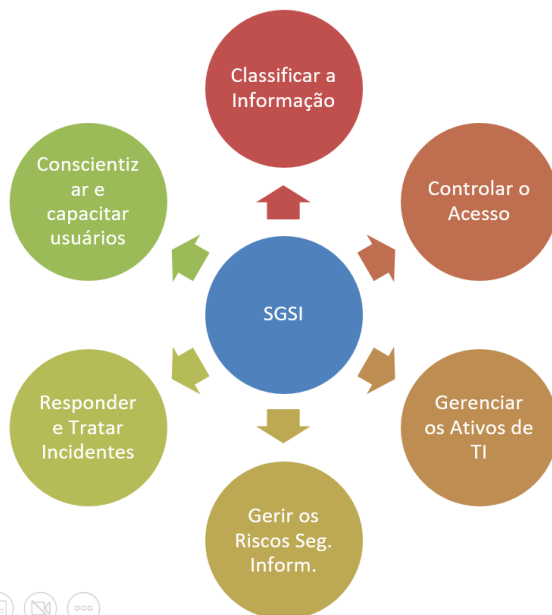 Classificar a
Informação
Conscientiz
ar e
capacitar
usuários
Controlar o
Acesso
SGSI
Responder
e Tratar
Incidentes
Gerenciar
os Ativos de
TI
Gerir os
Riscos Seg.
Inform.